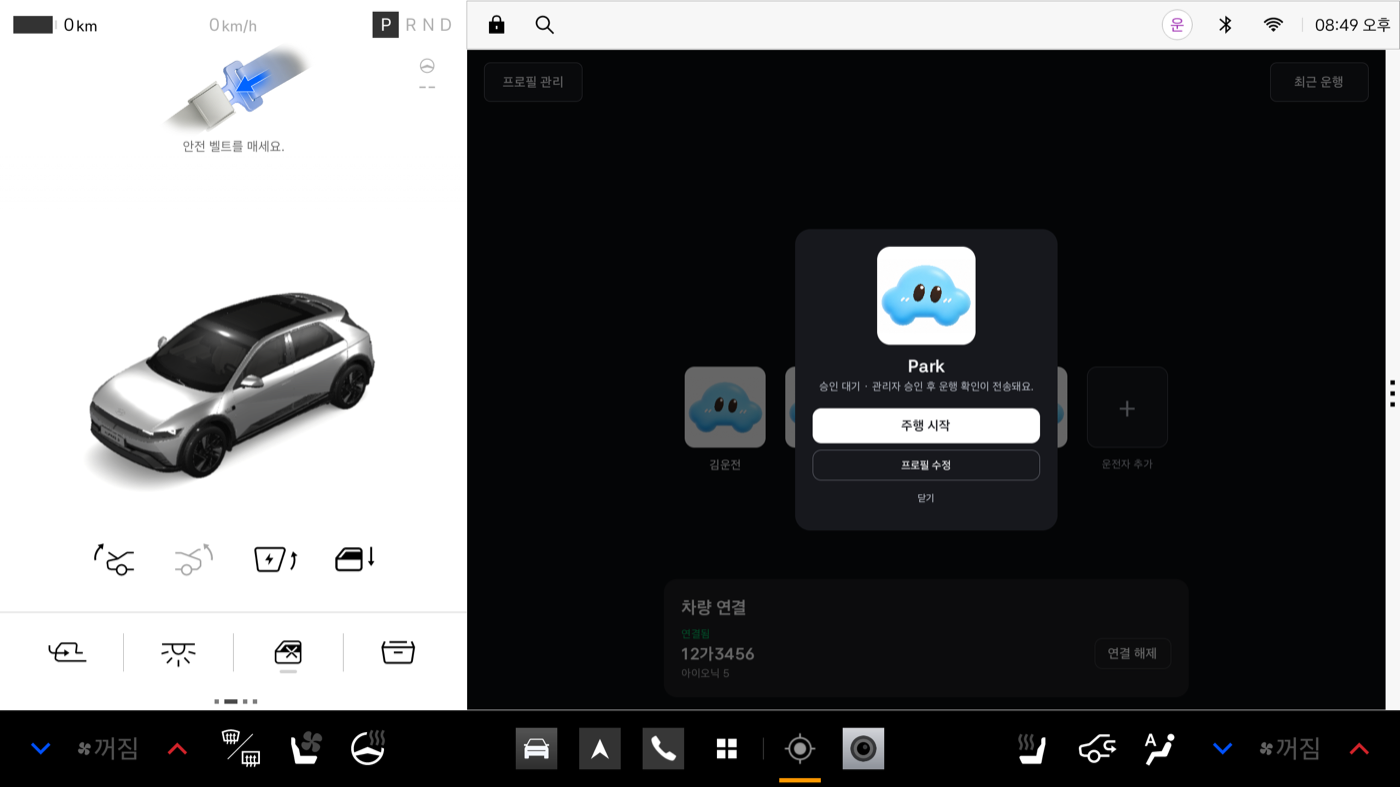 0 km
0 km/h
P R N D
안전 벨트를 매세요.
운
08:49 오후
프로필 관리
최근 운행
Park
승인 대기 · 관리자 승인 후 운행 확인이 전송돼요.
주행 시작
프로필 수정
닫기
김운전
운전자 추가
차량 연결
연결됨
12가3456
아이오닉 5
연결 해제
꺼짐
A
꺼짐